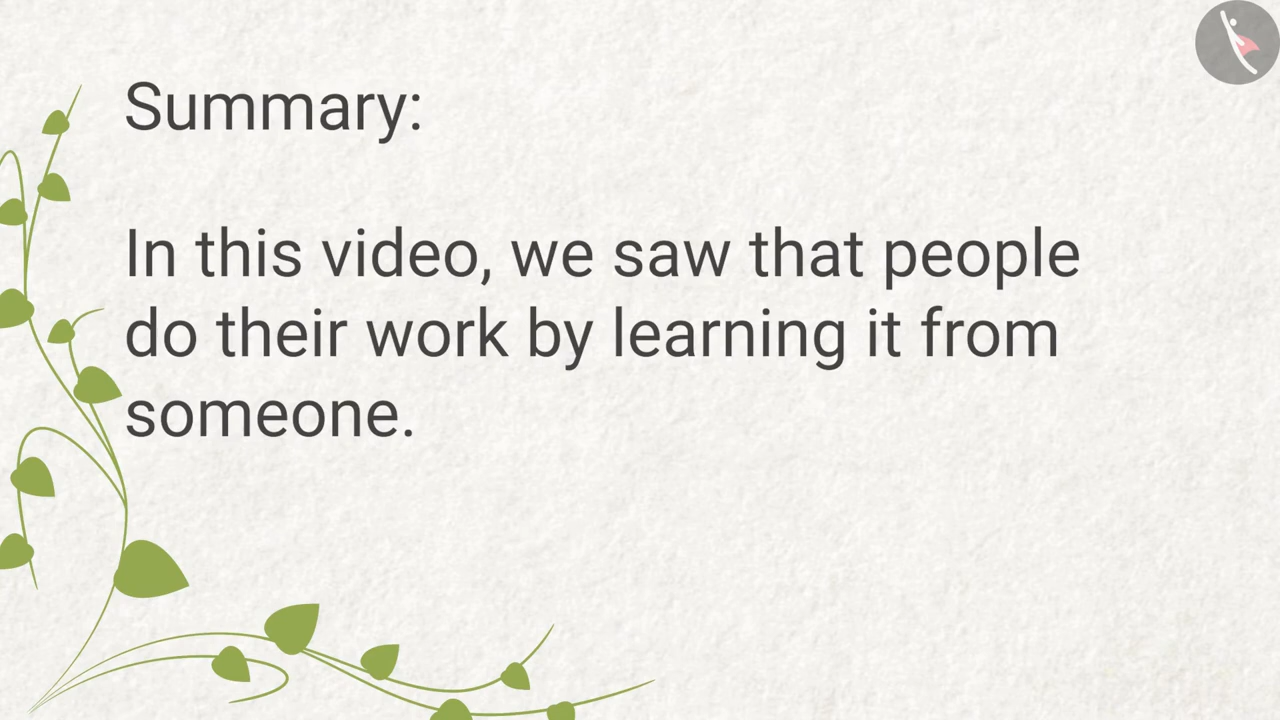 Summary:
In this video, we saw that people
do their work by learning it from
someone.